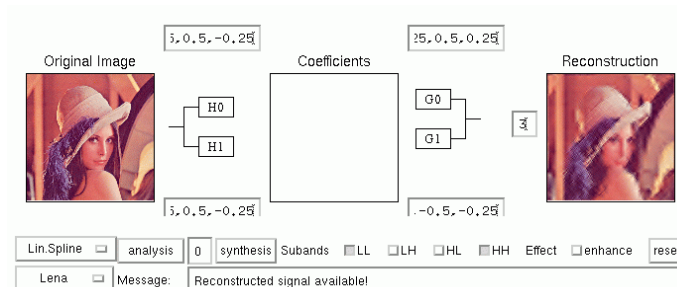 5,0.5,-0.25
25,0.5,0.25
Original Image
Coefficients
Reconstruction
H0
H1
G0
G1
3
5,0.5,-0.25
-0.5,-0.25
Lin.Spline
analysis
0
synthesis
Subands
LL
LH
HL
HH
Effect
enhance
rese
Lena
Message:
Reconstructed signal available!